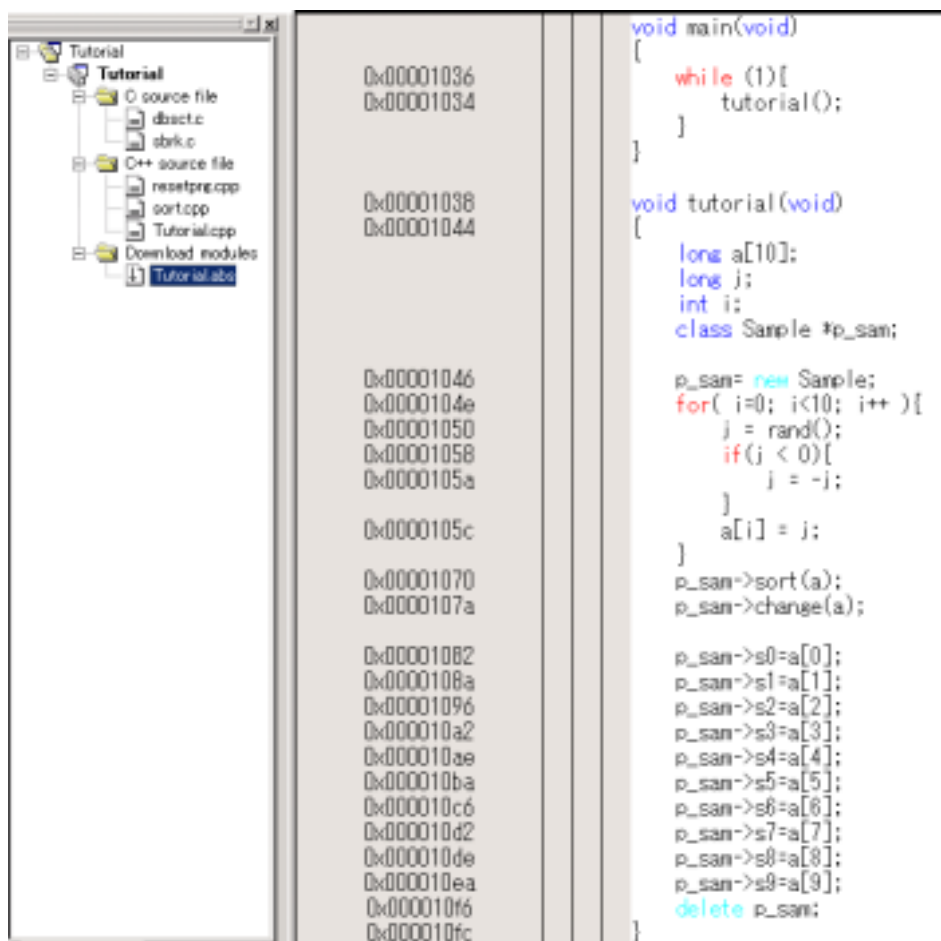 Tutorial
Tutorial
C source file
dbsct.c
sbrk.c
C++ source file
resetprg.cpp
sort.cpp
Tutorial.cpp
Download modules
Tutorial.abs
void main(void)
{
0x00001036 while (1){
0x00001034 tutorial();
}
}
0x00001038 void tutorial(void)
0x00001044 {
long a[10];
long j;
int i;
class Sample *p_sam;
0x00001046 p_sam= new Sample;
0x0000104e for( i=0; i<10; i++ ){
0x00001050 j = rand();
0x00001058 if(j < 0){
0x0000105a j = -j;
}
0x0000105c a[i] = j;
}
0x00001070 p_sam->sort(a);
0x0000107a p_sam->change(a);
0x00001082 p_sam->s0=a[0];
0x0000108a p_sam->s1=a[1];
0x00001096 p_sam->s2=a[2];
0x000010a2 p_sam->s3=a[3];
0x000010ae p_sam->s4=a[4];
0x000010ba p_sam->s5=a[5];
0x000010c6 p_sam->s6=a[6];
0x000010d2 p_sam->s7=a[7];
0x000010de p_sam->s8=a[8];
0x000010ea p_sam->s9=a[9];
0x000010f6 delete p_sam;
0x000010fc }